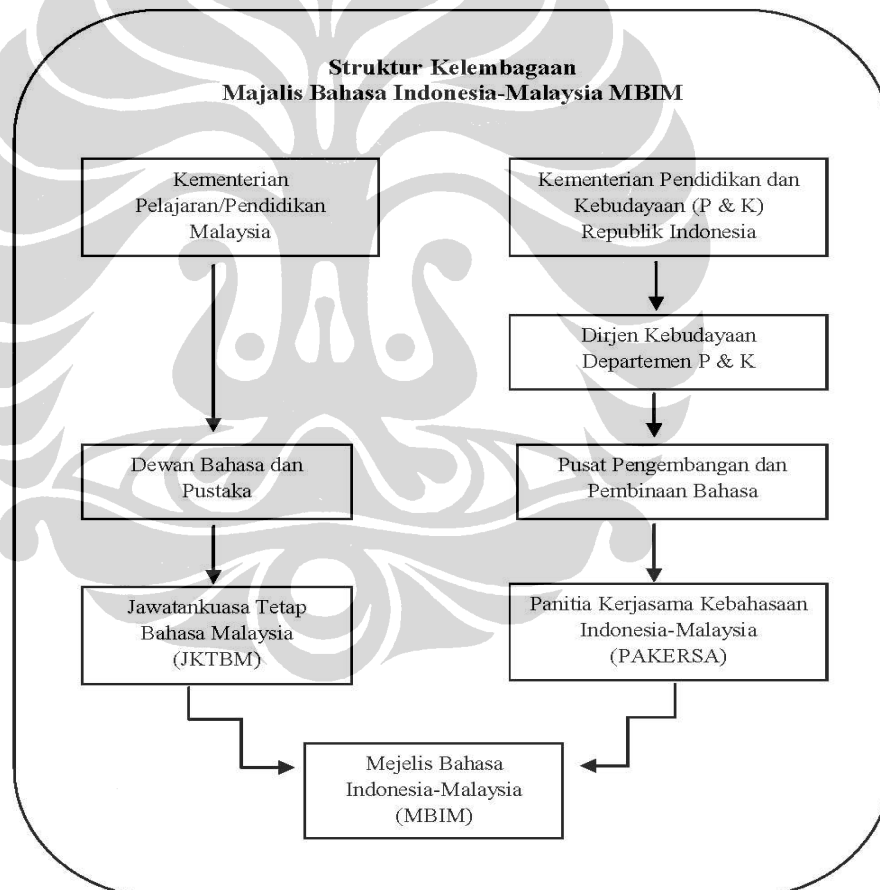 Struktur Kelembagaan
Majalis Bahasa Indonesia-Malaysia MBIM
Kementerian
Pelajaran/Pendidikan
Malaysia
Kementerian Pendidikan dan
Kebudayaan (P & K)
Republik Indonesia
Dirjen Kebudayaan
Departemen P & K
Dewan Bahasa dan
Pustaka
Pusat Pengembangan dan
Pembinaan Bahasa
Jawatankuasa Tetap
Bahasa Malaysia
(JKTBM)
Panitia Kerjasama Kebahasaan
Indonesia-Malaysia
(PAKERSA)
Mejelis Bahasa
Indonesia-Malaysia
(MBIM)